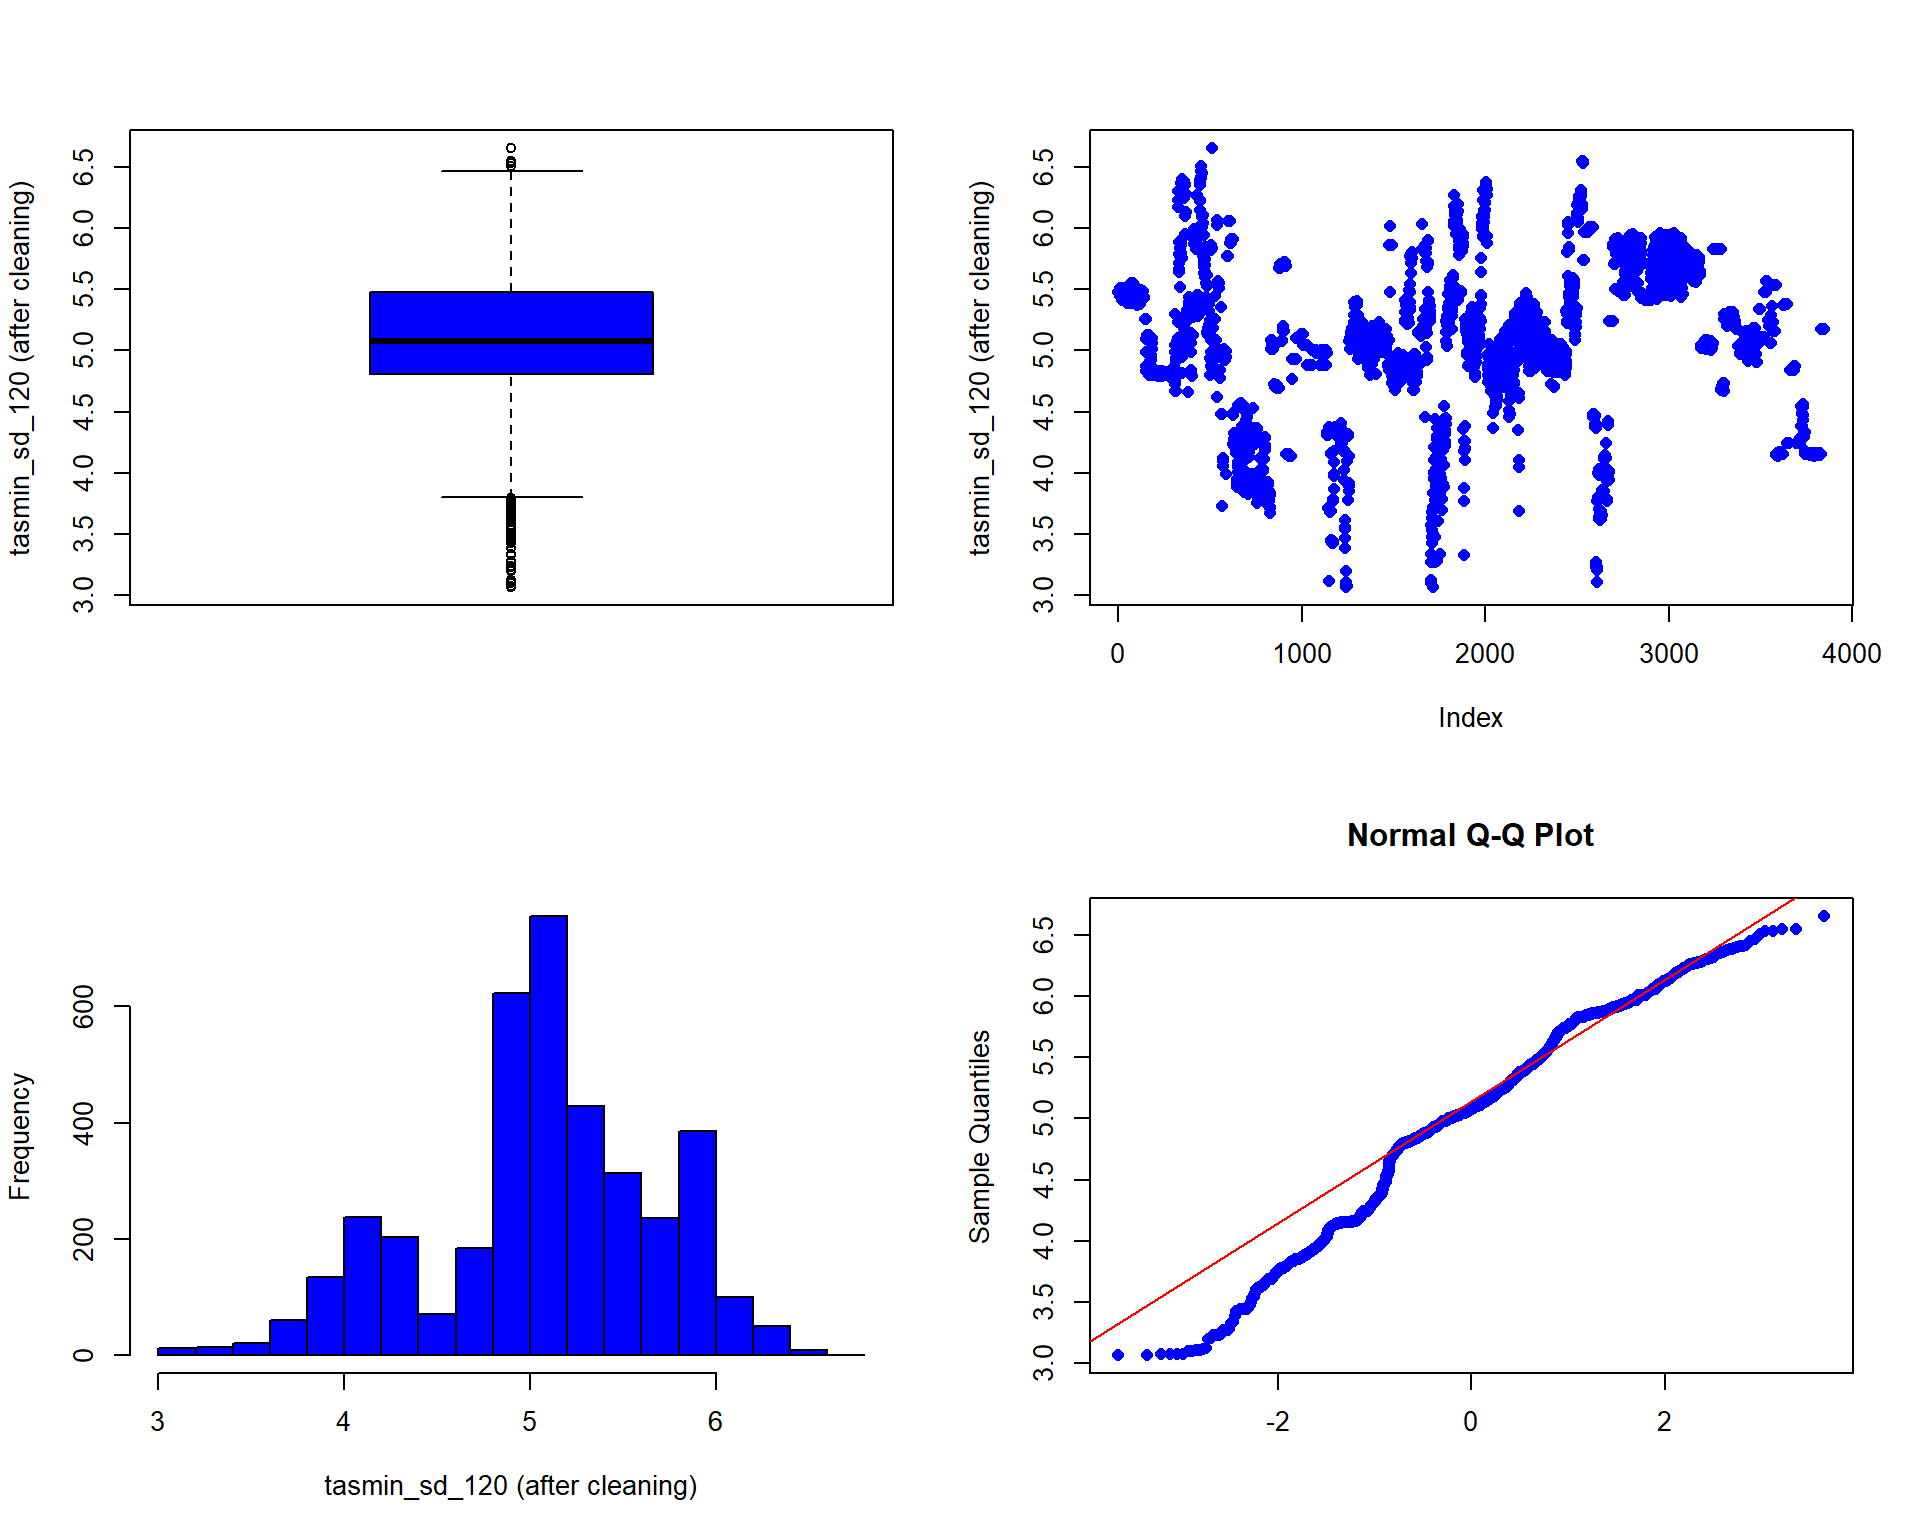 tasmin_sd_120 (after cleaning)
3.0 3.5 4.0 4.5 5.0 5.5 6.0 6.5
tasmin_sd_120 (after cleaning)
3.0 3.5 4.0 4.5 5.0 5.5 6.0 6.5
0 1000 2000 3000 4000
Index
Frequency
0 200 400 600
3 4 5 6
tasmin_sd_120 (after cleaning)
Normal Q-Q Plot
Sample Quantiles
3.0 3.5 4.0 4.5 5.0 5.5 6.0 6.5
-2 0 2